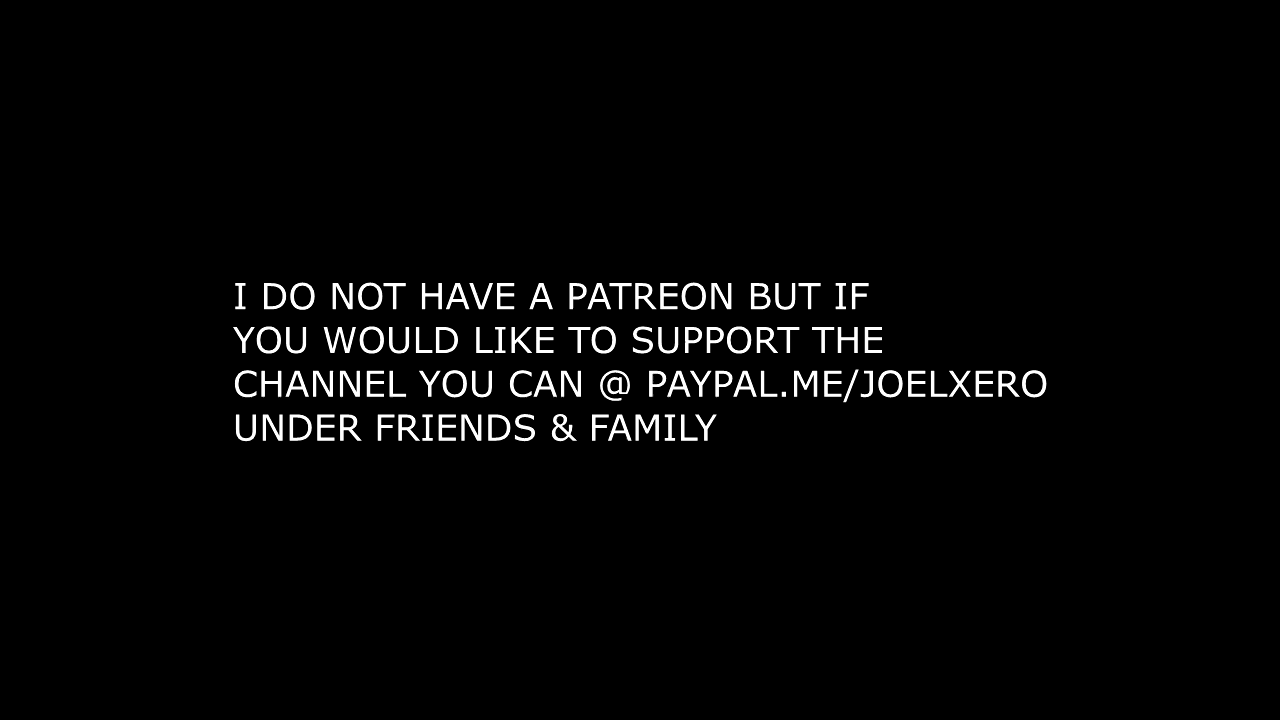 I DO NOT HAVE A PATREON BUT IF
YOU WOULD LIKE TO SUPPORT THE
CHANNEL YOU CAN @ PAYPAL.ME/JOELXERO
UNDER FRIENDS & FAMILY